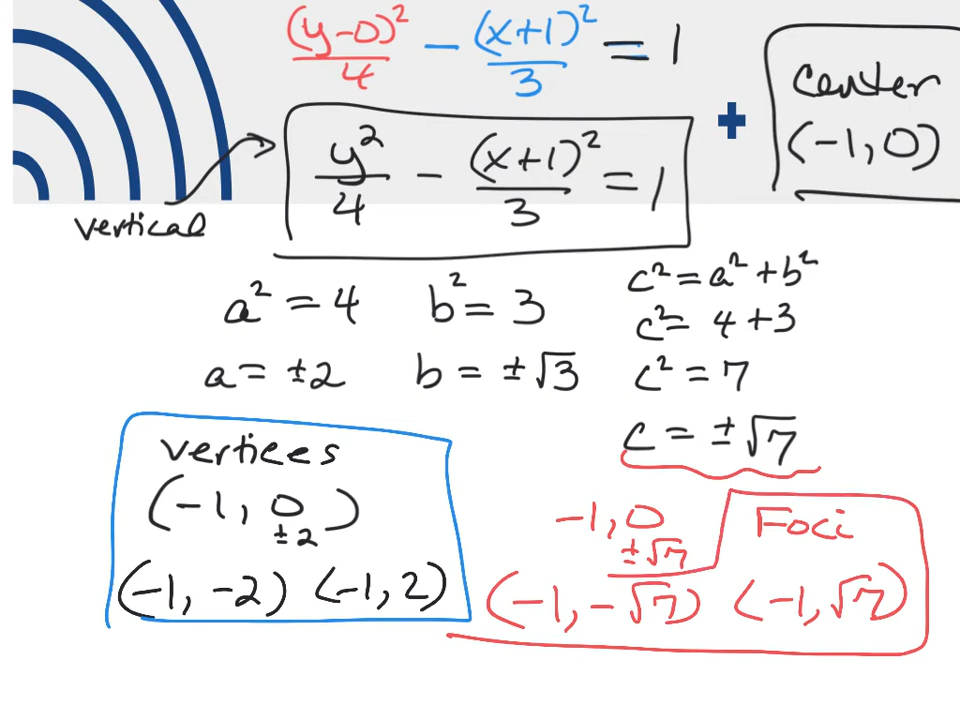 (y-0)²/4 - (x+1)²/3 = 1
center
(-1, 0)
y²/4 - (x+1)²/3 = 1
vertical
a² = 4
b² = 3
c² = a² + b²
c² = 4 + 3
a = ±2
b = ±√3
c² = 7
c = ±√7
vertices
(-1, 0)
±2
(-1, -2) (-1, 2)
-1, 0
±√7
Foci
(-1, -√7) (-1, √7)